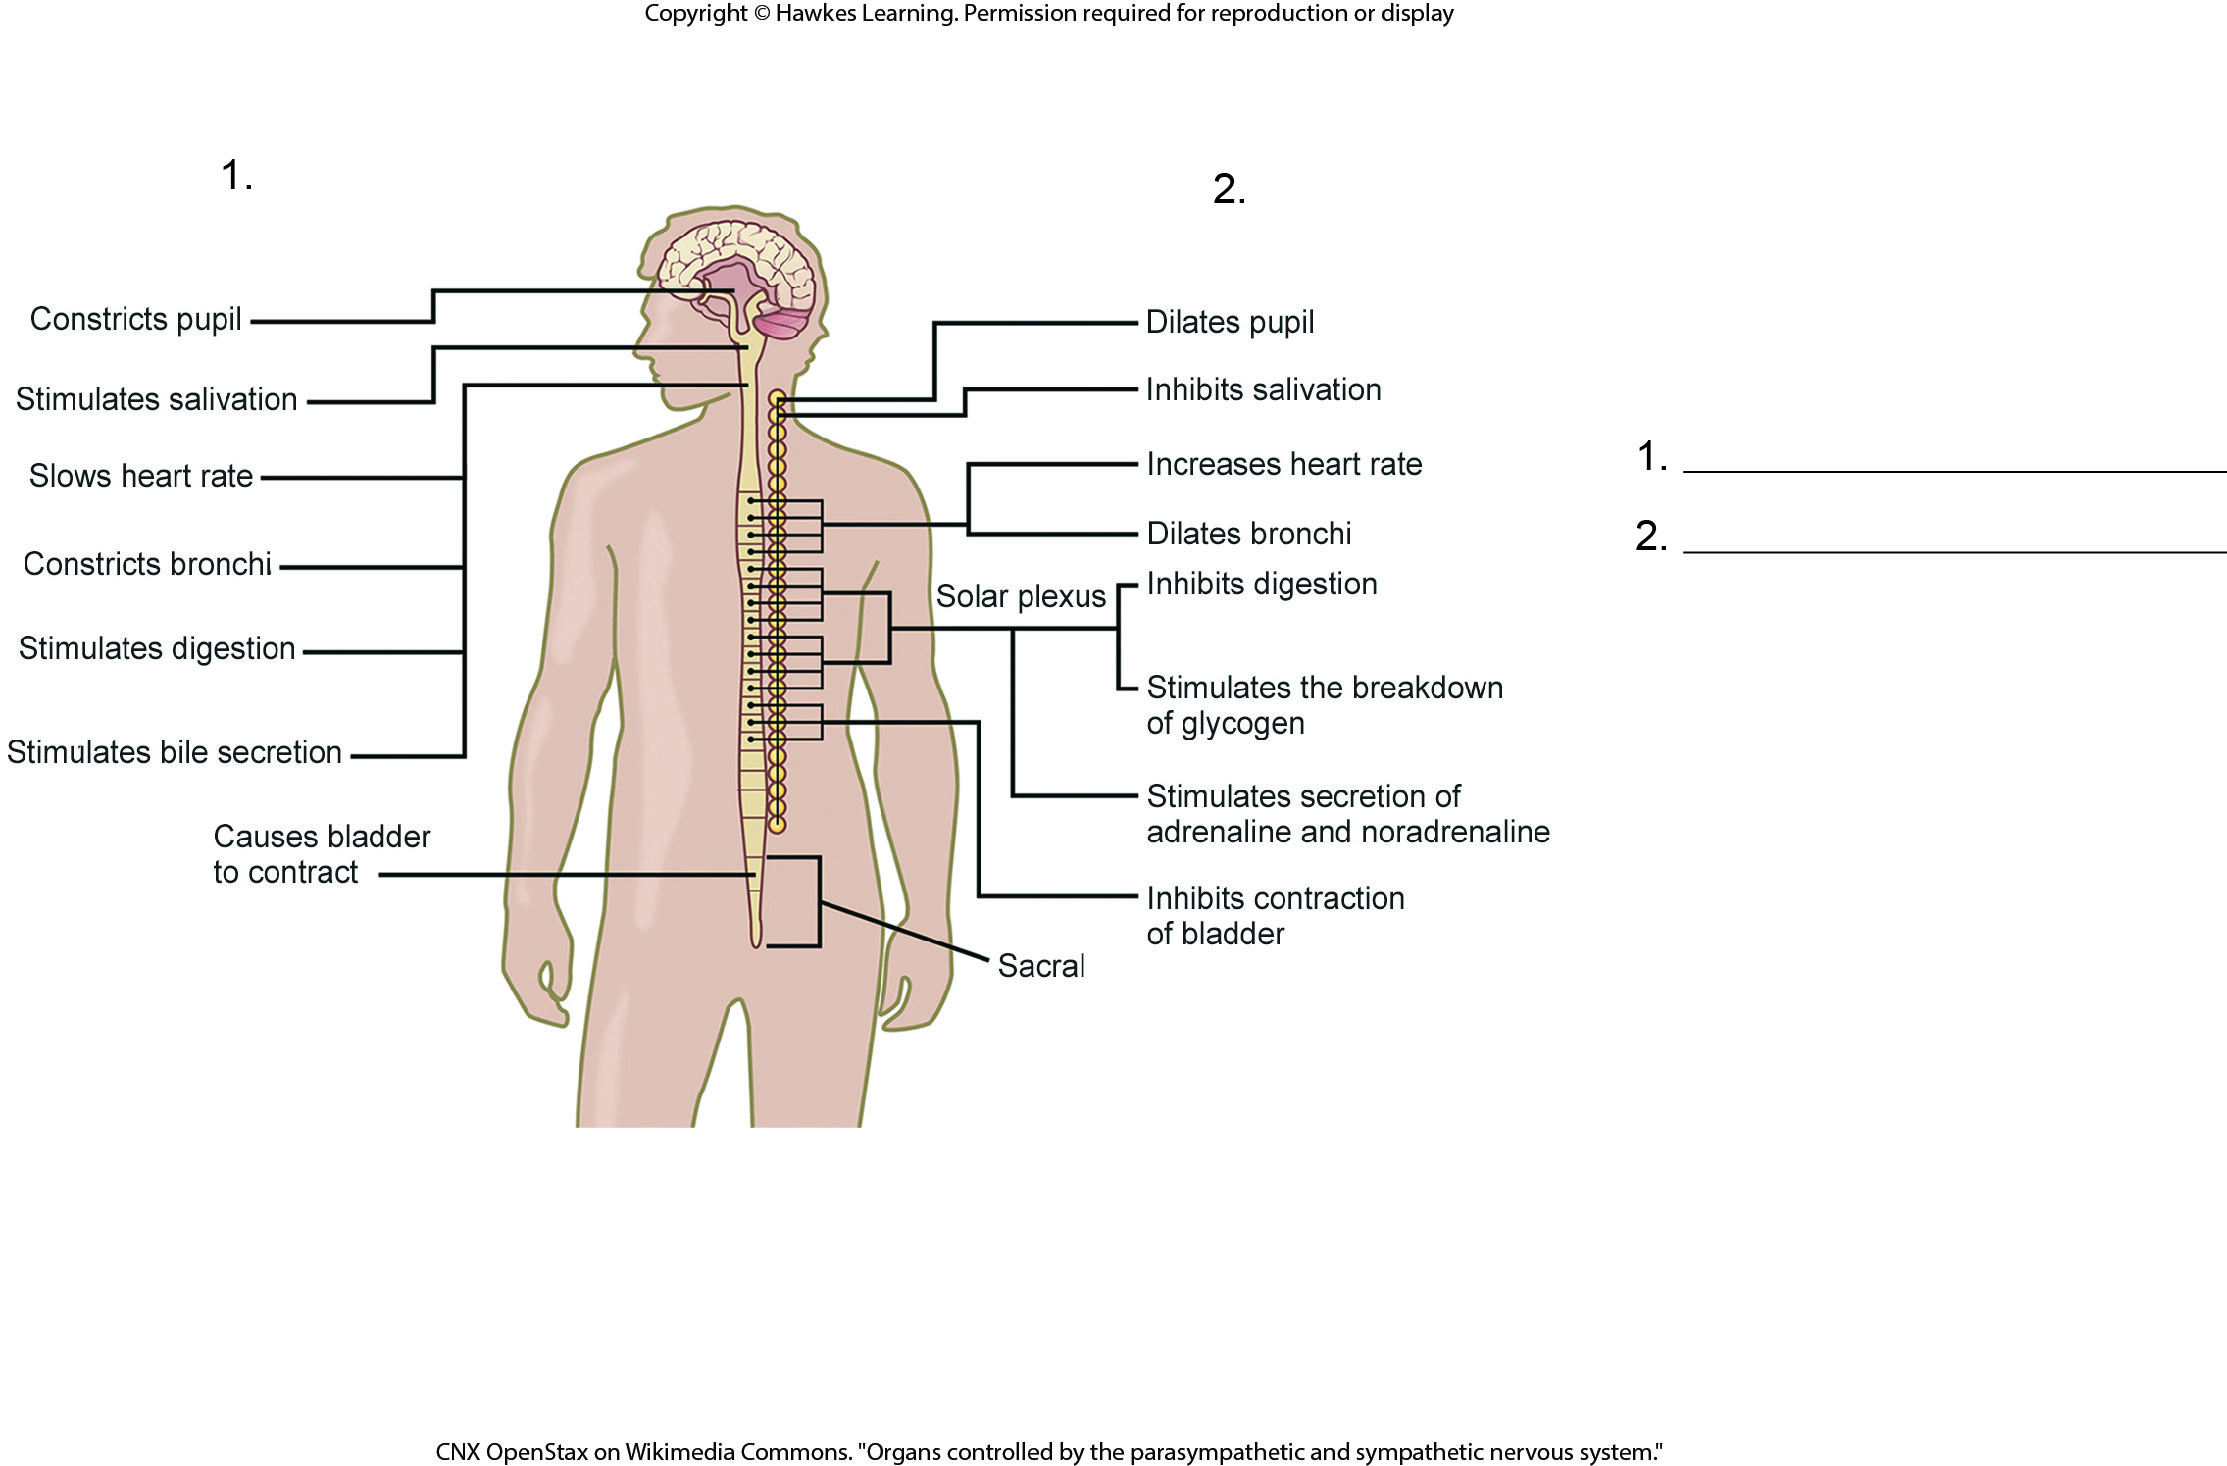 Copyright © Hawkes Learning. Permission required for reproduction or display
1.
2.
Constricts pupil
Stimulates salivation
Slows heart rate
Constricts bronchi
Stimulates digestion
Stimulates bile secretion
Causes bladder
to contract
Dilates pupil
Inhibits salivation
Increases heart rate
Dilates bronchi
Solar plexus
Inhibits digestion
Stimulates the breakdown
of glycogen
Stimulates secretion of
adrenaline and noradrenaline
Inhibits contraction
of bladder
Sacral
1.
2.
CNX OpenStax on Wikimedia Commons. "Organs controlled by the parasympathetic and sympathetic nervous system."